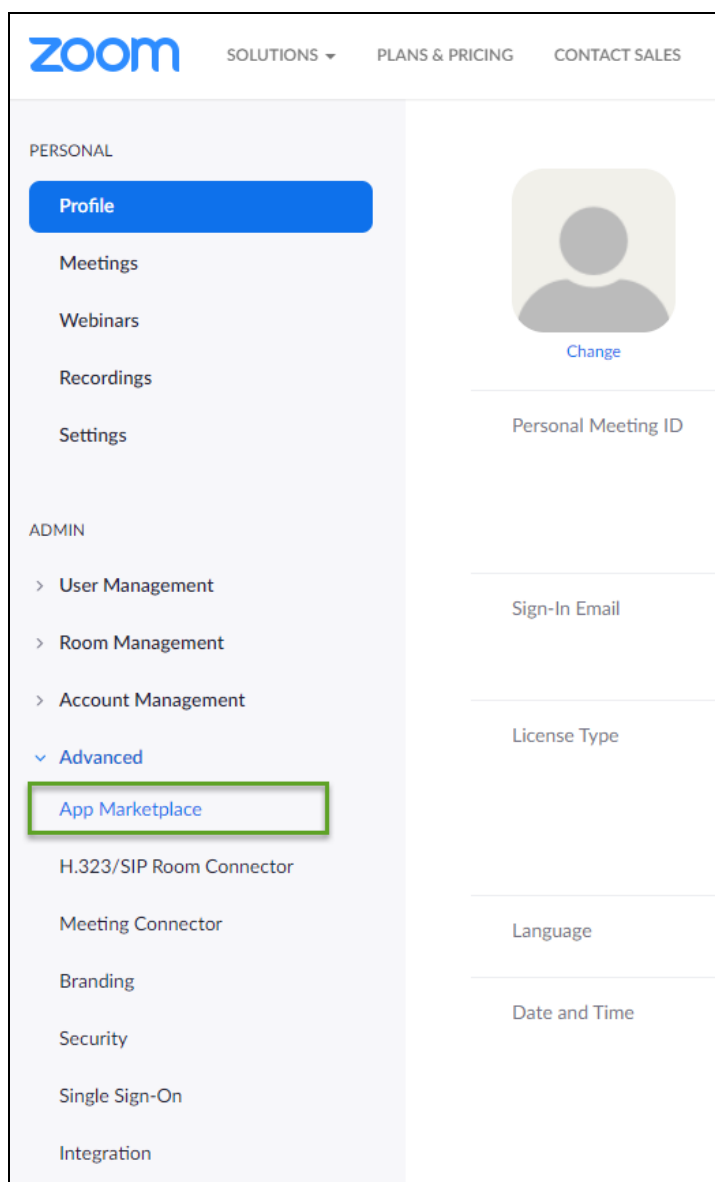 zoom SOLUTIONS PLANS & PRICING CONTACT SALES
PERSONAL
Profile
Meetings
Webinars
Recordings
Settings
ADMIN
User Management
Room Management
Account Management
Advanced
App Marketplace
H.323/SIP Room Connector
Meeting Connector
Branding
Security
Single Sign-On
Integration
Change
Personal Meeting ID
Sign-In Email
License Type
Language
Date and Time